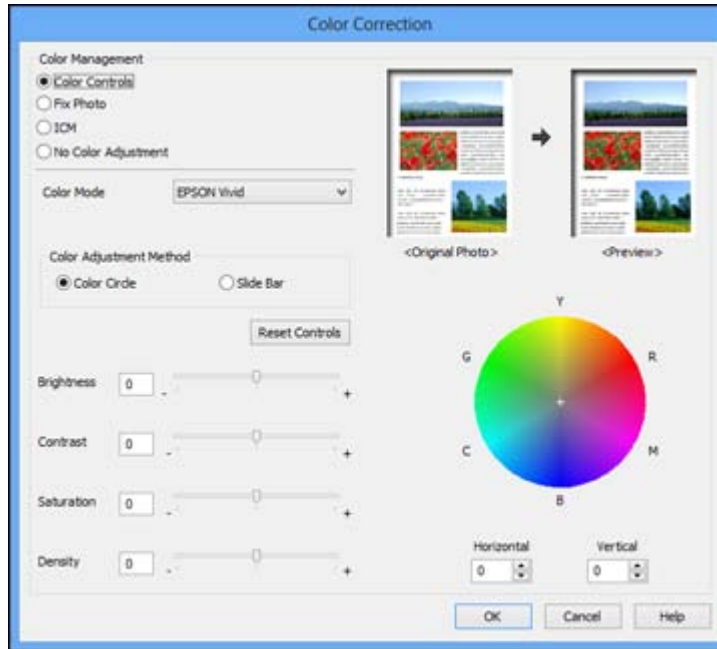 Color Correction
Color Management
Color Controls
Fix Photo
ICM
No Color Adjustment
Color Mode EPSON Vivid
Color Adjustment Method
Color Circle Slide Bar
Reset Controls
Brightness 0 - +
Contrast 0 - +
Saturation 0 - +
Density 0 - +
<Original Photo> <Preview>
Y
G R
C M
B
Horizontal Vertical
0 0
OK Cancel Help